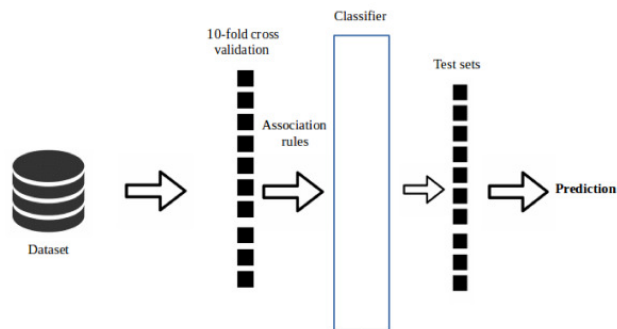 Classifier
10-fold cross
validation
Test sets
Association
rules
Prediction
Dataset